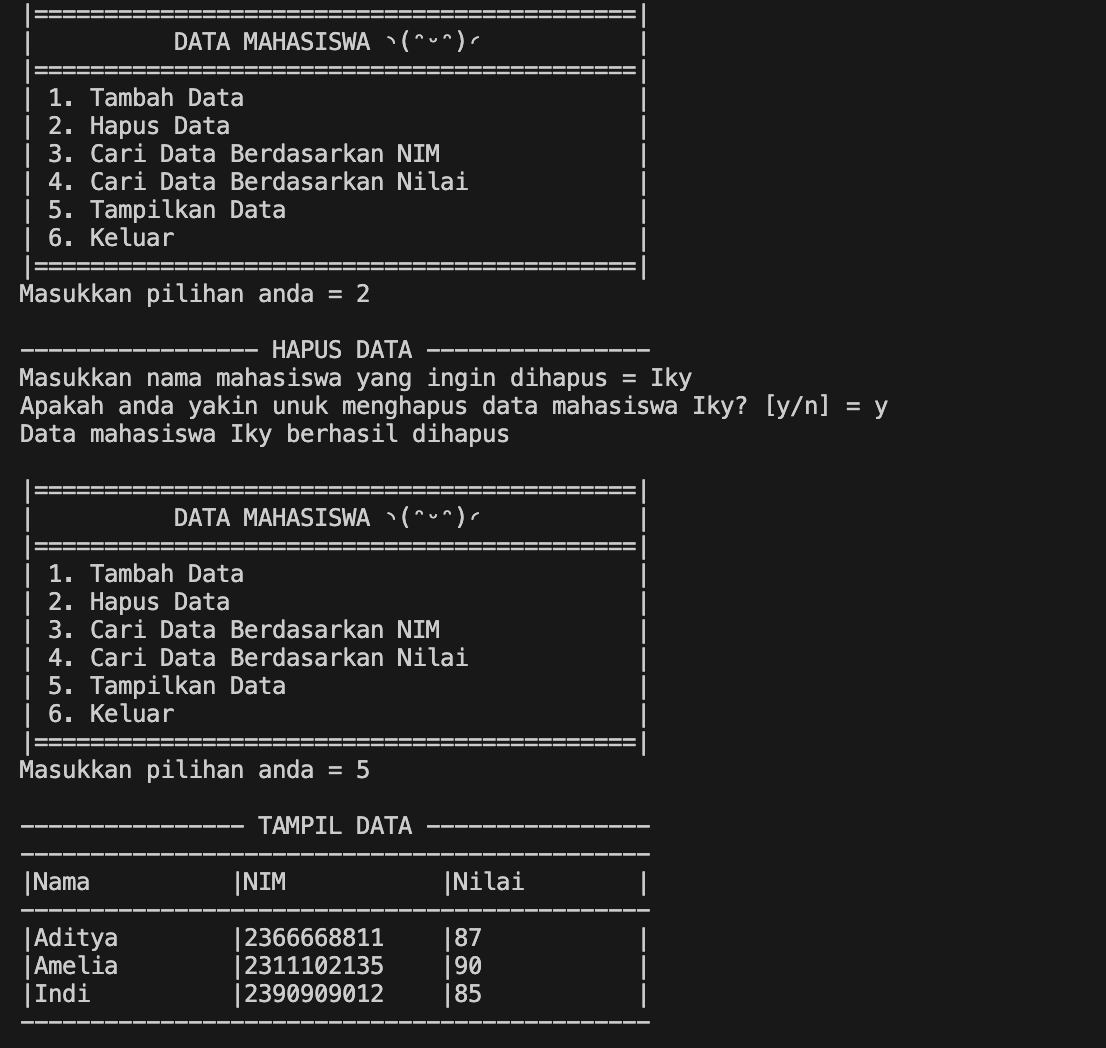 |===========================================|
|          DATA MAHASISWA ヽ(ᵔᵕᵔ)ノ           |
|===========================================|
| 1. Tambah Data                            |
| 2. Hapus Data                             |
| 3. Cari Data Berdasarkan NIM              |
| 4. Cari Data Berdasarkan Nilai            |
| 5. Tampilkan Data                         |
| 6. Keluar                                 |
|===========================================|
Masukkan pilihan anda = 2
----------------- HAPUS DATA ----------------
Masukkan nama mahasiswa yang ingin dihapus = Iky
Apakah anda yakin unuk menghapus data mahasiswa Iky? [y/n] = y
Data mahasiswa Iky berhasil dihapus
|===========================================|
|          DATA MAHASISWA ヽ(ᵔᵕᵔ)ノ           |
|===========================================|
| 1. Tambah Data                            |
| 2. Hapus Data                             |
| 3. Cari Data Berdasarkan NIM              |
| 4. Cari Data Berdasarkan Nilai            |
| 5. Tampilkan Data                         |
| 6. Keluar                                 |
|===========================================|
Masukkan pilihan anda = 5
---------------- TAMPIL DATA ----------------
---------------------------------------------
|Nama          |NIM           |Nilai        |
---------------------------------------------
|Aditya        |2366668811    |87           |
|Amelia        |2311102135    |90           |
|Indi          |2390909012    |85           |
---------------------------------------------